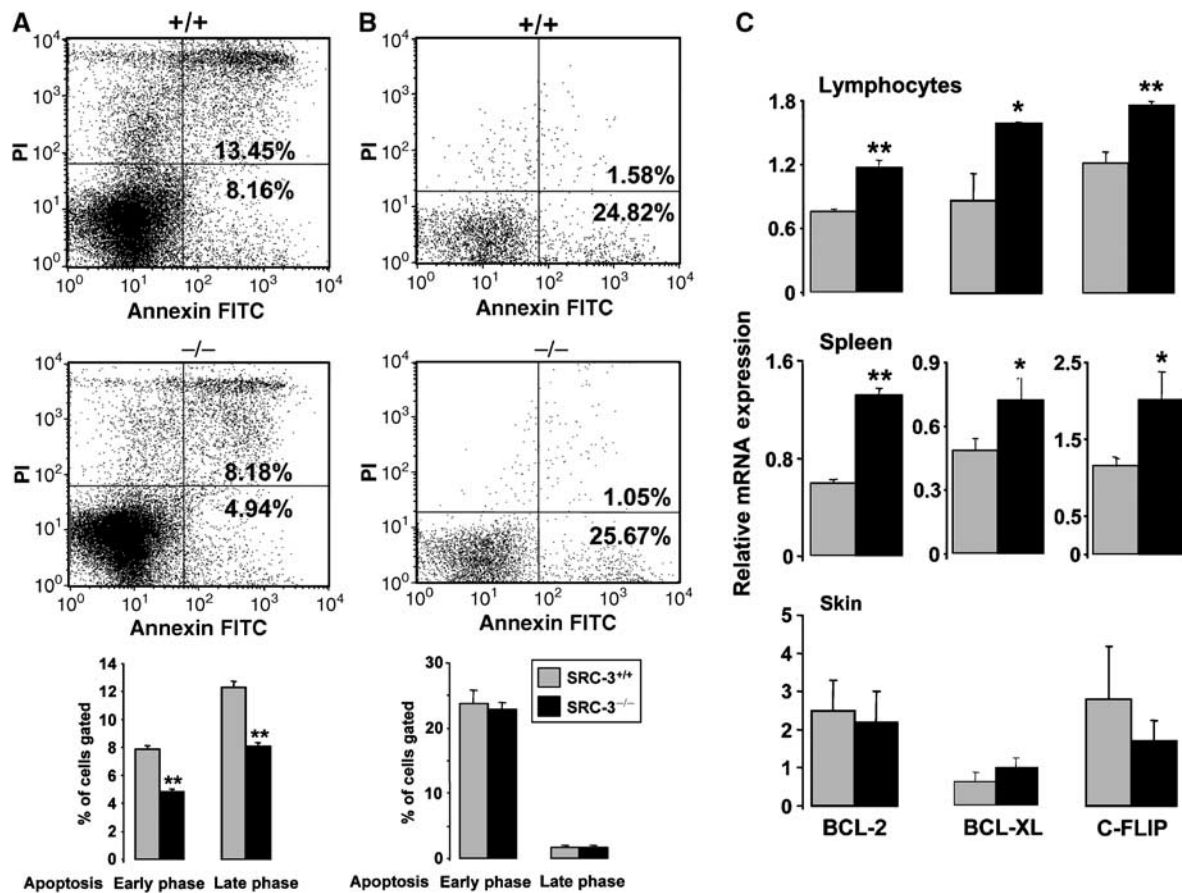 A
+/+
10⁴
10³
10²
10¹
10⁰
PI
13.45%
8.16%
10⁰ 10¹ 10² 10³ 10⁴
Annexin FITC
–/–
10⁴
10³
10²
10¹
10⁰
PI
8.18%
4.94%
10⁰ 10¹ 10² 10³ 10⁴
Annexin FITC
14
12
10
8
6
4
2
0
% of cells gated
**
**
Apoptosis Early phase Late phase
B
+/+
10⁴
10³
10²
10¹
10⁰
PI
1.58%
24.82%
10⁰ 10¹ 10² 10³ 10⁴
Annexin FITC
–/–
10⁴
10³
10²
10¹
10⁰
PI
1.05%
25.67%
10⁰ 10¹ 10² 10³ 10⁴
Annexin FITC
30
20
10
0
% of cells gated
SRC-3+/+
SRC-3–/–
Apoptosis Early phase Late phase
C
Relative mRNA expression
Lymphocytes
1.8
1.2
0.6
0
** * **
Spleen
1.6
0.8
0
**
0.9
0.6
0.3
0
*
2.5
1.5
0.5
0
*
Skin
5
4
3
2
1
0
BCL-2 BCL-XL C-FLIP